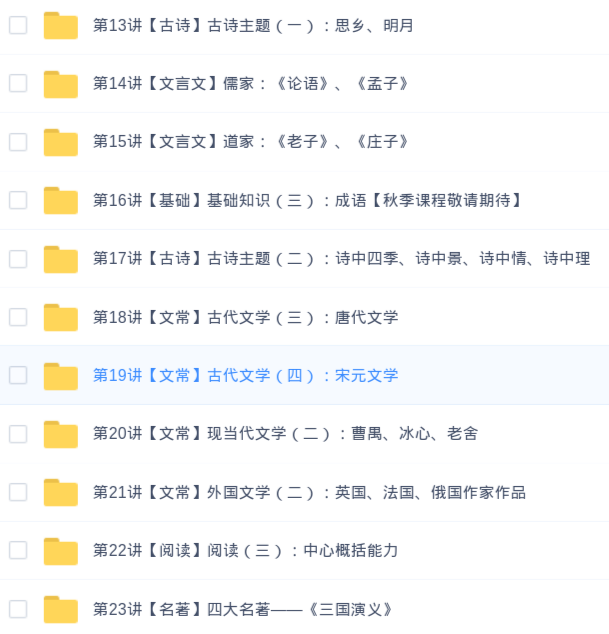 第13讲【古诗】古诗主题（一）：思乡、明月
第14讲【文言文】儒家：《论语》、《孟子》
第15讲【文言文】道家：《老子》、《庄子》
第16讲【基础】基础知识（三）：成语【秋季课程敬请期待】
第17讲【古诗】古诗主题（二）：诗中四季、诗中景、诗中情、诗中理
第18讲【文常】古代文学（三）：唐代文学
第19讲【文常】古代文学（四）：宋元文学
第20讲【文常】现当代文学（二）：曹禺、冰心、老舍
第21讲【文常】外国文学（二）：英国、法国、俄国作家作品
第22讲【阅读】阅读（三）：中心概括能力
第23讲【名著】四大名著——《三国演义》